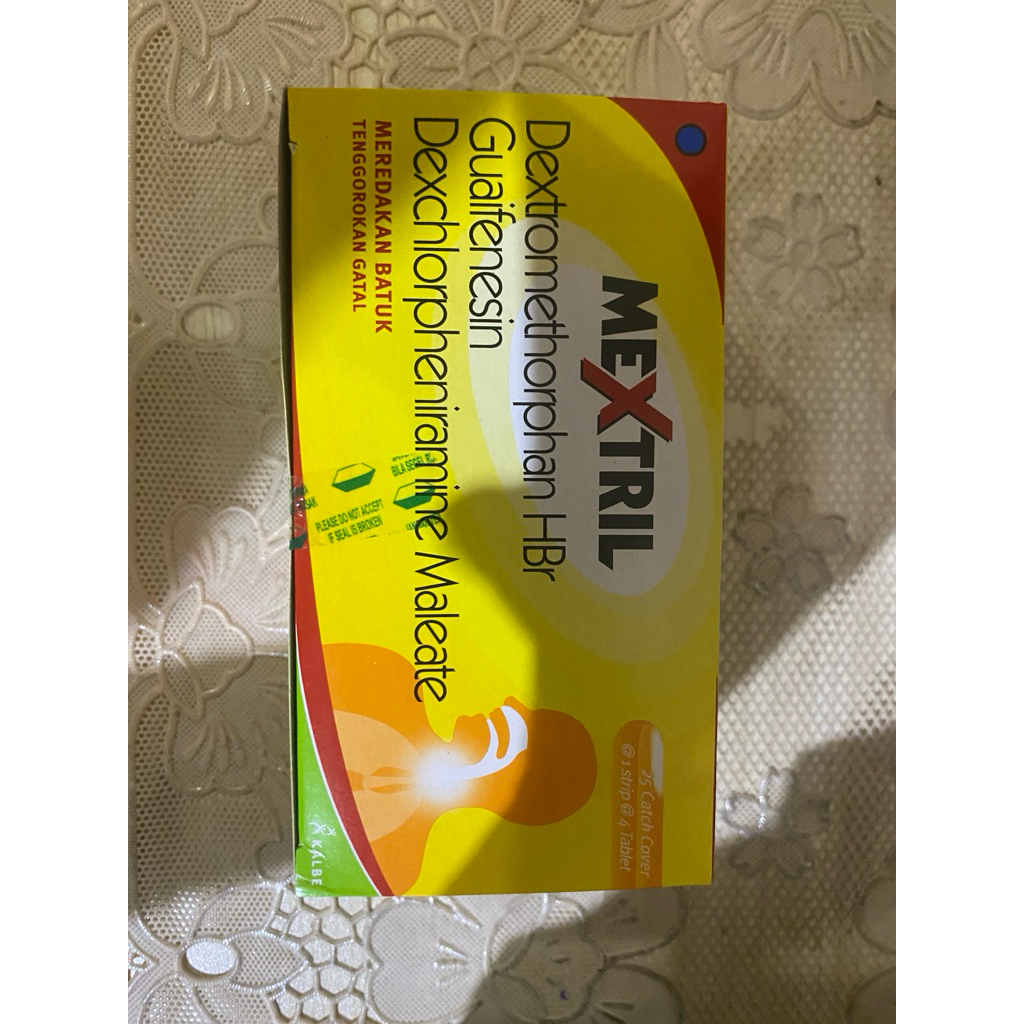 MEXTRIL
Dextromethorphan HBr
Guaifenesin
Dexchlorpheniramine Maleate
MEREDAKAN BATUK
TENGGOROKAN GATAL
25 Catch Cover
@ 1 strip @ 4 Tablet
BILA SEGEL
SAK
PLEASE DO NOT ACCEPT
IF SEAL IS BROKEN
KALBE